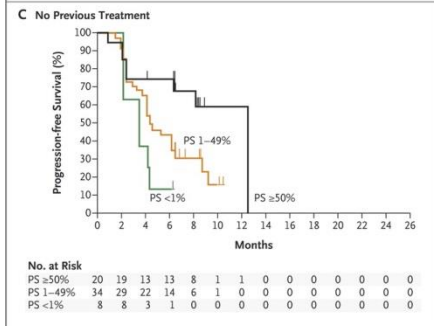 C No Previous Treatment
Progression-free Survival (%)
100
90
80
70
60
50
40
30
20
10
0
PS 1–49%
PS <1%
PS ≥50%
0 2 4 6 8 10 12 14 16 18 20 22 24 26
Months
No. at Risk
PS ≥50% 20 19 13 13 8 1 1 0 0 0 0 0 0 0
PS 1–49% 34 29 22 14 6 1 0 0 0 0 0 0 0 0
PS <1% 8 8 3 1 0 0 0 0 0 0 0 0 0 0